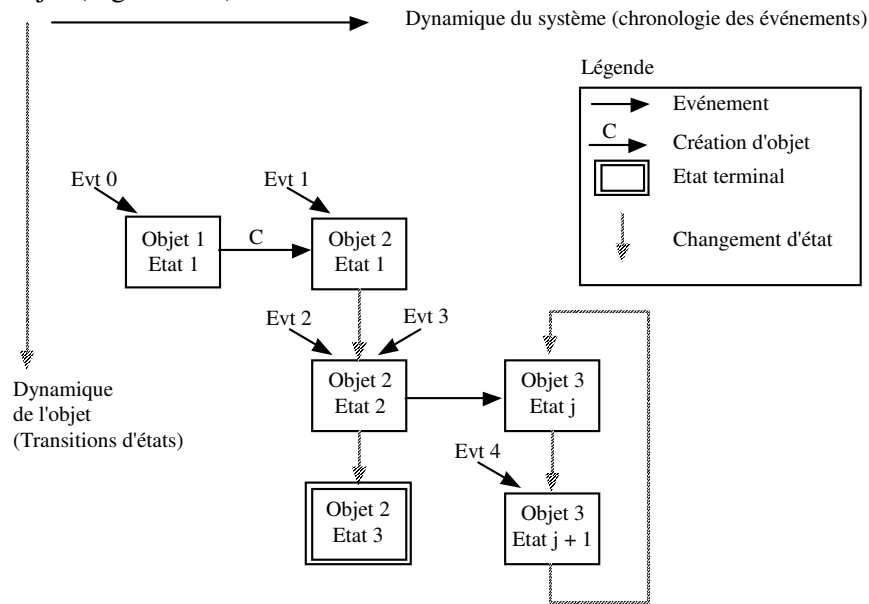 Dynamique du système (chronologie des événements)
Légende
Evénement
C
Création d'objet
Etat terminal
Changement d'état
Evt 0
Evt 1
Objet 1
Etat 1
C
Objet 2
Etat 1
Evt 2
Evt 3
Dynamique
de l'objet
(Transitions d'états)
Objet 2
Etat 2
Objet 3
Etat j
Evt 4
Objet 2
Etat 3
Objet 3
Etat j + 1